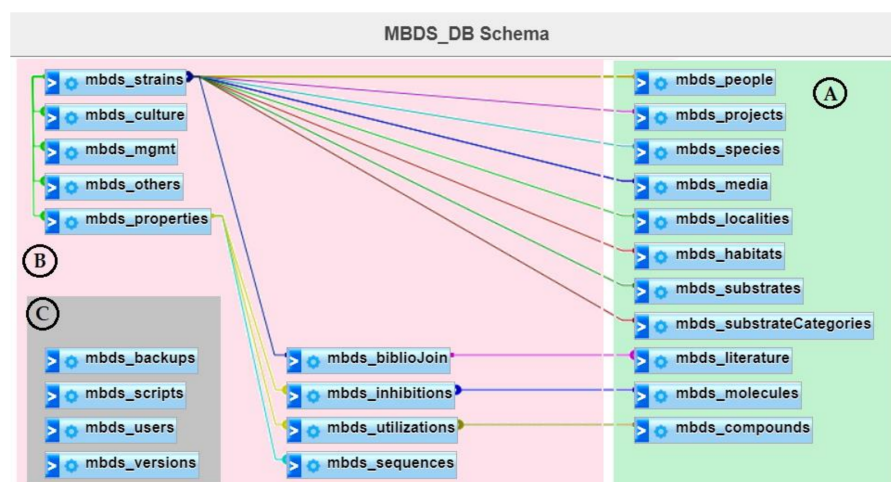 MBDS_DB Schema
mbds_strains
mbds_culture
mbds_mgmt
mbds_others
mbds_properties
B
C
mbds_backups
mbds_scripts
mbds_users
mbds_versions
mbds_biblioJoin
mbds_inhibitions
mbds_utilizations
mbds_sequences
mbds_people
A
mbds_projects
mbds_species
mbds_media
mbds_localities
mbds_habitats
mbds_substrates
mbds_substrateCategories
mbds_literature
mbds_molecules
mbds_compounds